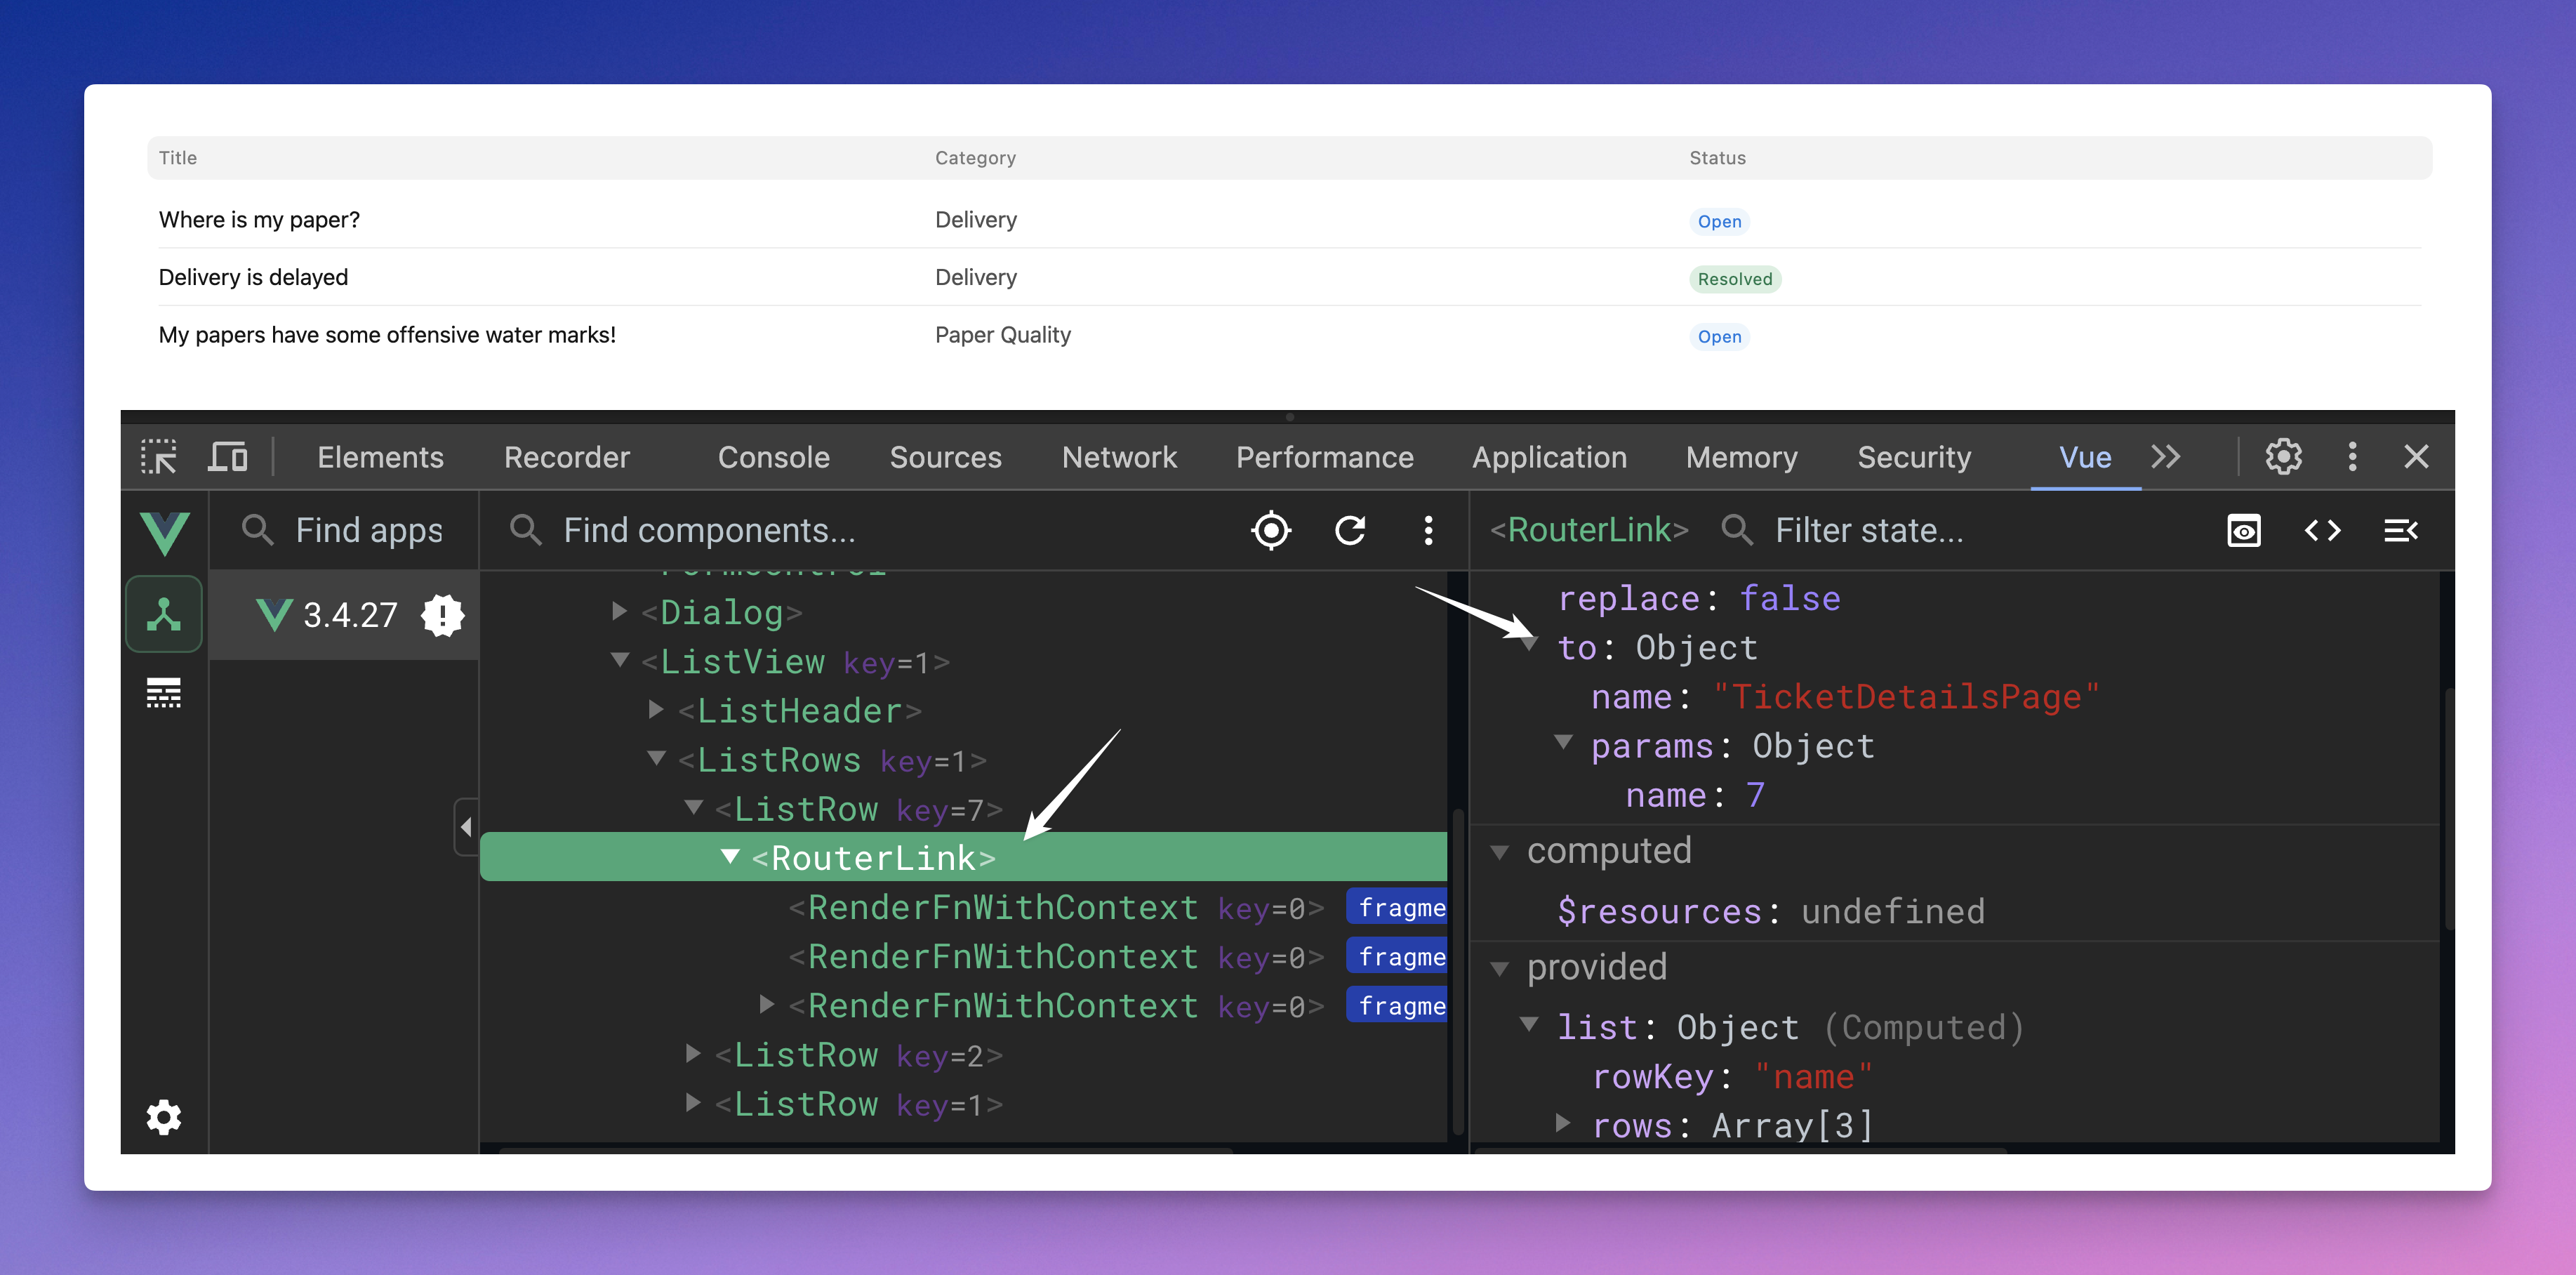 Title Category Status
Where is my paper? Delivery Open
Delivery is delayed Delivery Resolved
My papers have some offensive water marks! Paper Quality Open
Elements Recorder Console Sources Network Performance Application Memory Security Vue
Find apps Find components... <RouterLink> Filter state...
3.4.27
<Dialog>
<ListView key=1>
<ListHeader>
<ListRows key=1>
<ListRow key=7>
<RouterLink>
<RenderFnWithContext key=0> fragme
<RenderFnWithContext key=0> fragme
<RenderFnWithContext key=0> fragme
<ListRow key=2>
<ListRow key=1>
replace: false
to: Object
name: "TicketDetailsPage"
params: Object
name: 7
computed
$resources: undefined
provided
list: Object (Computed)
rowKey: "name"
rows: Array[3]